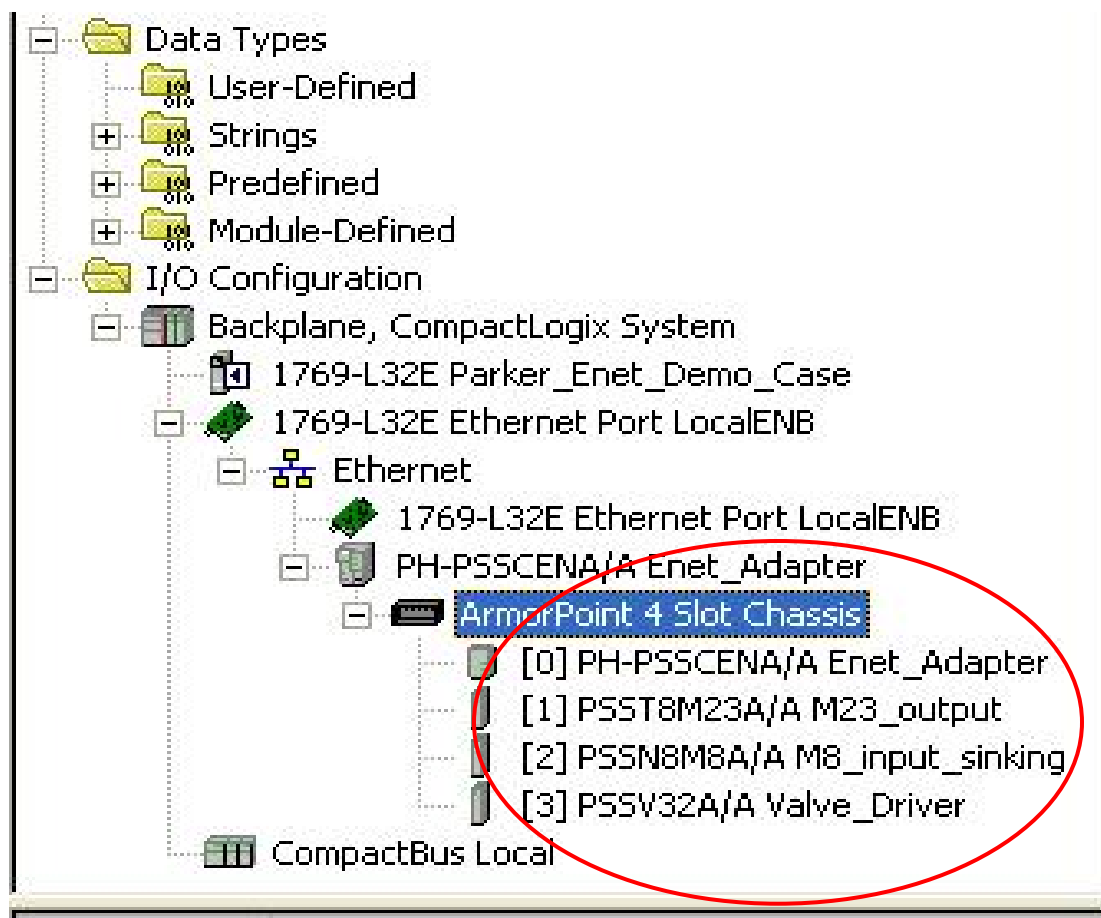 Data Types
User-Defined
Strings
Predefined
Module-Defined
I/O Configuration
Backplane, CompactLogix System
1769-L32E Parker_Enet_Demo_Case
1769-L32E Ethernet Port LocalENB
Ethernet
1769-L32E Ethernet Port LocalENB
PH-PSSCENA/A Enet_Adapter
ArmorPoint 4 Slot Chassis
[0] PH-PSSCENA/A Enet_Adapter
[1] PSST8M23A/A M23_output
[2] PSSN8M8A/A M8_input_sinking
[3] PSSV32A/A Valve_Driver
CompactBus Local